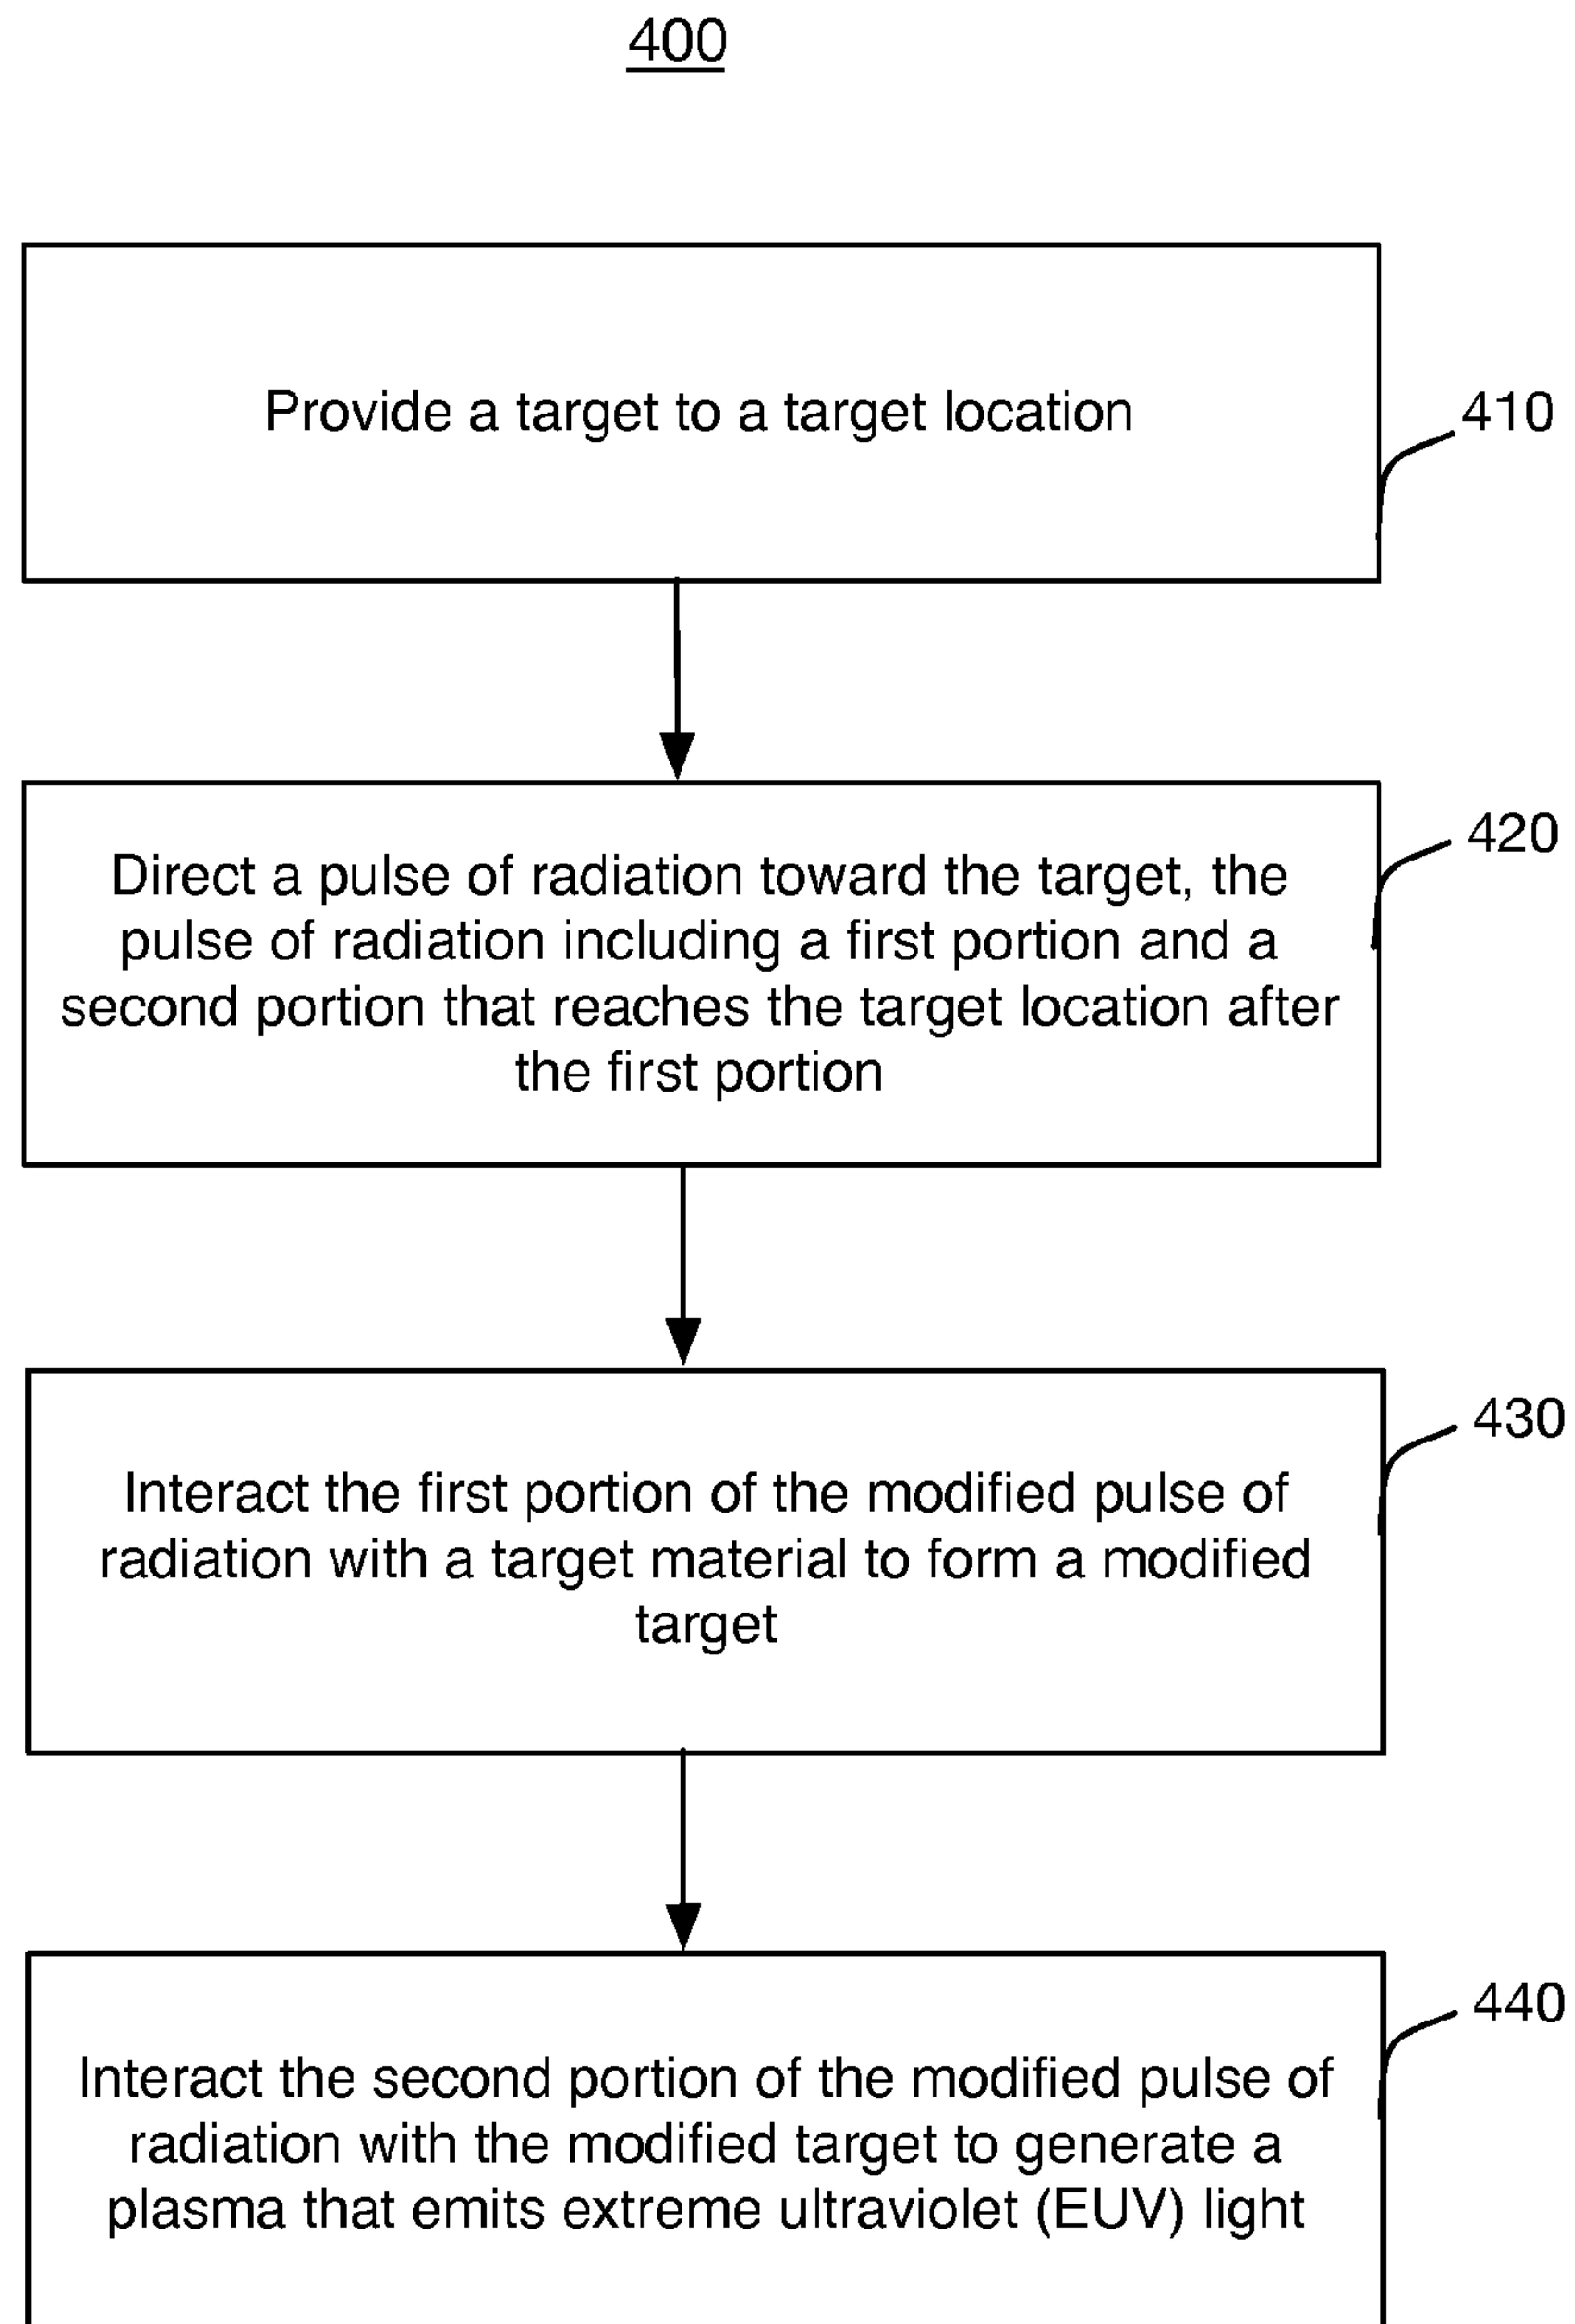 400
Provide a target to a target location
410
Direct a pulse of radiation toward the target, the
pulse of radiation including a first portion and a
second portion that reaches the target location after
the first portion
420
Interact the first portion of the modified pulse of
radiation with a target material to form a modified
target
430
Interact the second portion of the modified pulse of
radiation with the modified target to generate a
plasma that emits extreme ultraviolet (EUV) light
440